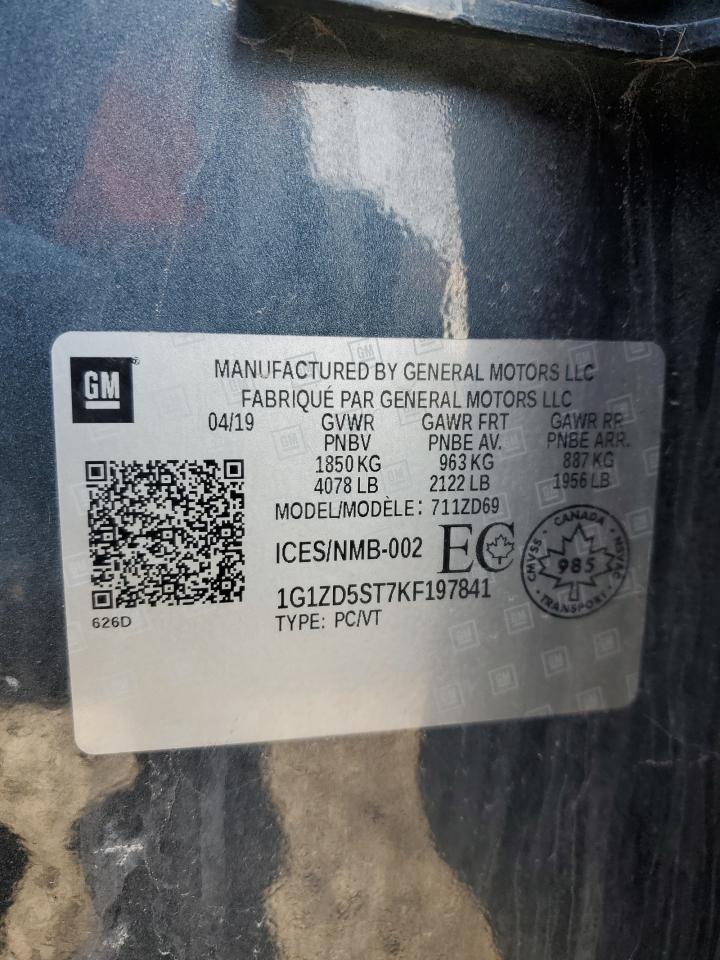 GM
MANUFACTURED BY GENERAL MOTORS LLC
FABRIQUÉ PAR GENERAL MOTORS LLC
04/19 GVWR GAWR FRT GAWR RR
PNBV PNBE AV. PNBE ARR.
1850 KG 963 KG 887 KG
4078 LB 2122 LB 1956 LB
MODEL/MODÈLE: 711ZD69
ICES/NMB-002 EC
CANADA
CMVSS 985 NSVAC
TRANSPORT
1G1ZD5ST7KF197841
626D
TYPE: PC/VT